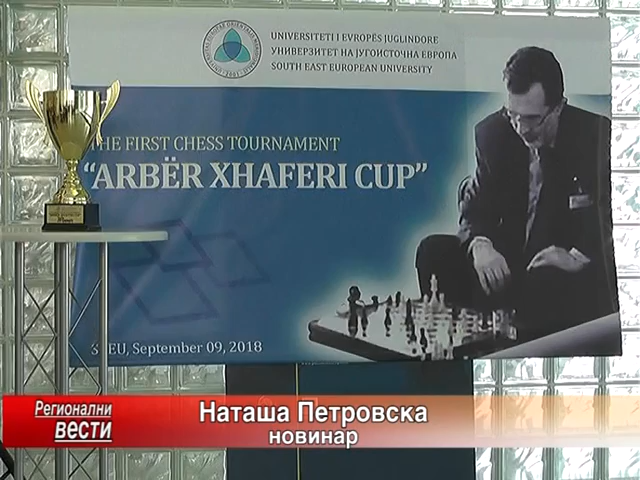 UNIVERSITETI I EVROPËS JUGLINDORE
УНИВЕРЗИТЕТ НА ЈУГОИСТОЧНА ЕВРОПА
SOUTH EAST EUROPEAN UNIVERSITY
THE FIRST CHESS TOURNAMENT
“ARBËR XHAFERI CUP”
SEEU, September 09, 2018
Регионални
ВЕСТИ
Наташа Петровска
новинар